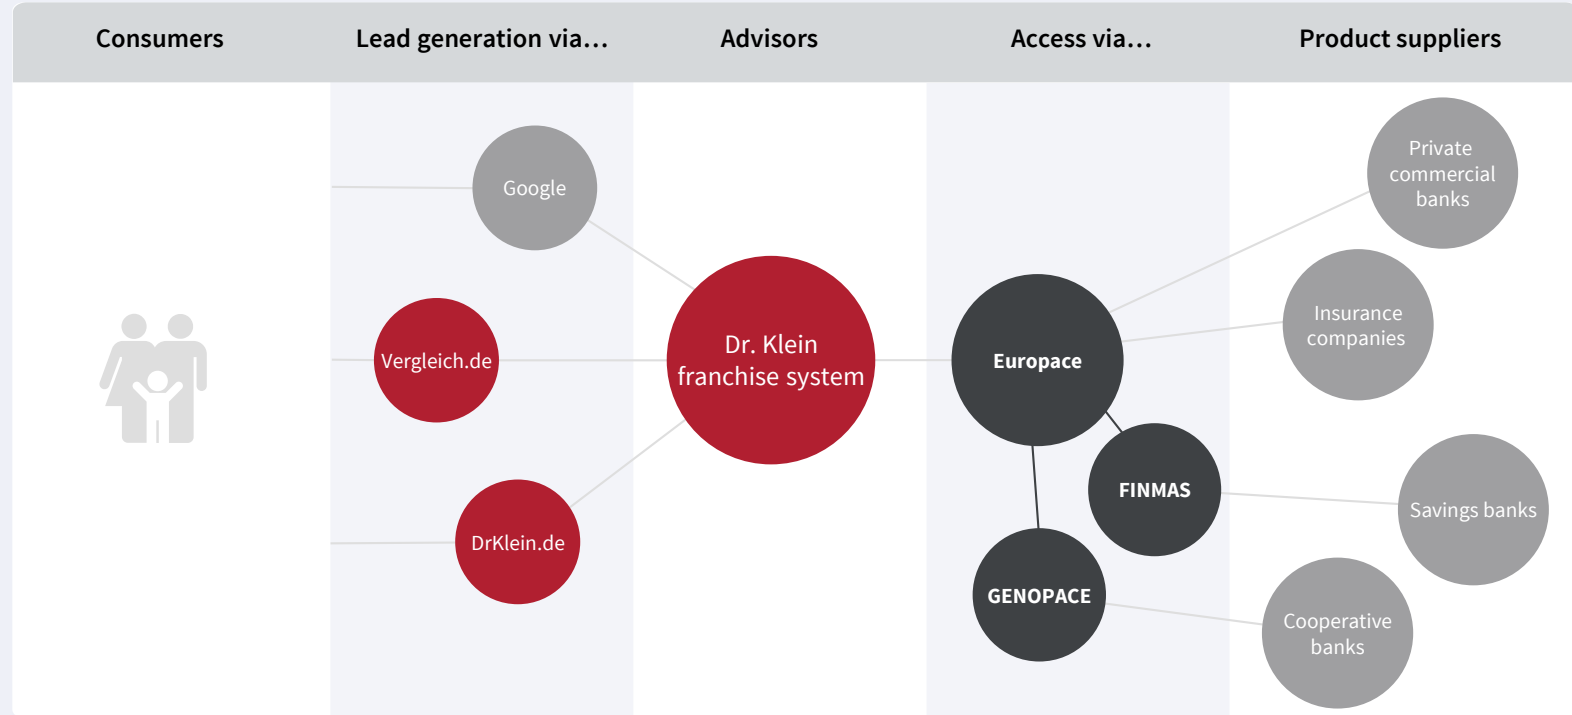 Consumers
Lead generation via…
Advisors
Access via…
Product suppliers
Google
Vergleich.de
DrKlein.de
Dr. Klein
franchise system
Europace
FINMAS
GENOPACE
Private
commercial
banks
Insurance
companies
Savings banks
Cooperative
banks